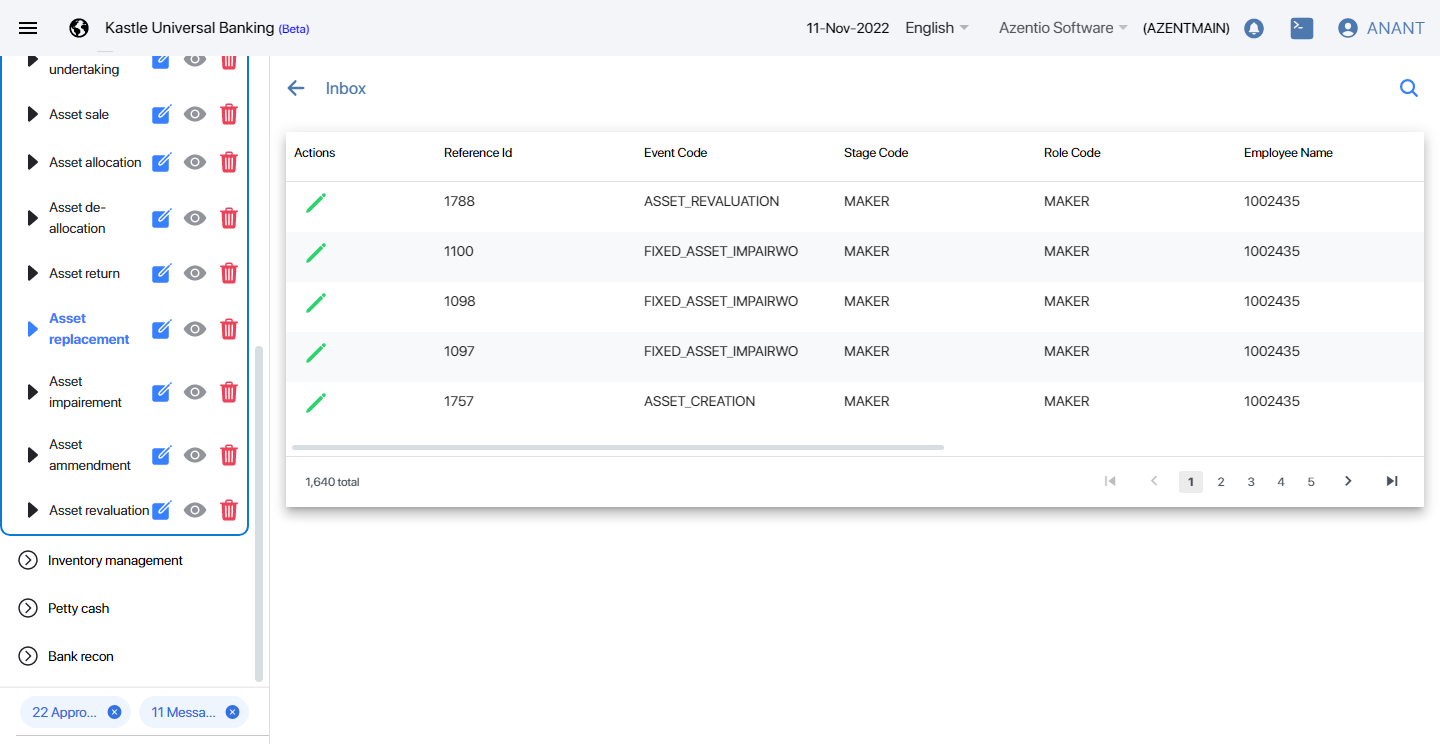 Kastle Universal Banking (Beta)
11-Nov-2022
English
Azentio Software
(AZENTMAIN)
ANANT
undertaking
Asset sale
Asset allocation
Asset de-
allocation
Asset return
Asset
replacement
Asset
impairement
Asset
ammendment
Asset revaluation
Inventory management
Petty cash
Bank recon
22 Appro...
11 Messa...
Inbox
Actions Reference Id Event Code Stage Code Role Code Employee Name
1788 ASSET_REVALUATION MAKER MAKER 1002435
1100 FIXED_ASSET_IMPAIRWO MAKER MAKER 1002435
1098 FIXED_ASSET_IMPAIRWO MAKER MAKER 1002435
1097 FIXED_ASSET_IMPAIRWO MAKER MAKER 1002435
1757 ASSET_CREATION MAKER MAKER 1002435
1,640 total
1 2 3 4 5